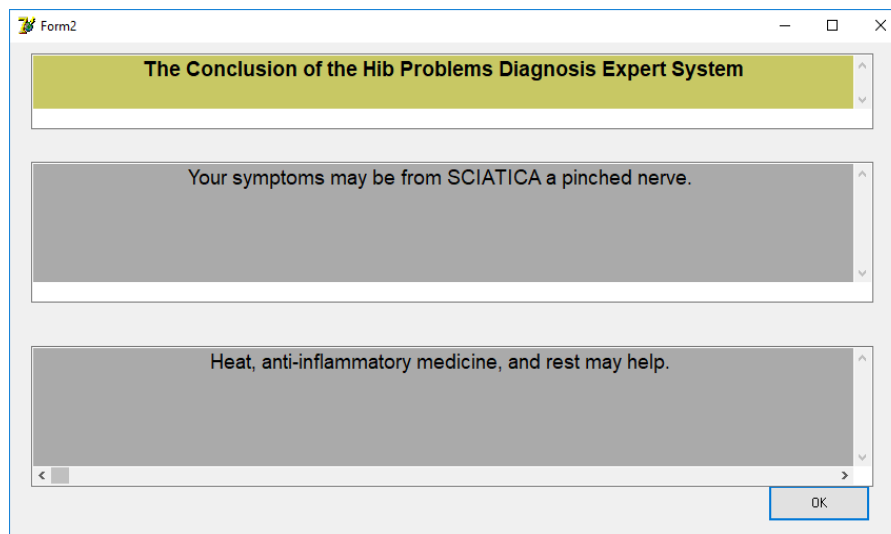 Form2
The Conclusion of the Hib Problems Diagnosis Expert System
Your symptoms may be from SCIATICA a pinched nerve.
Heat, anti-inflammatory medicine, and rest may help.
OK